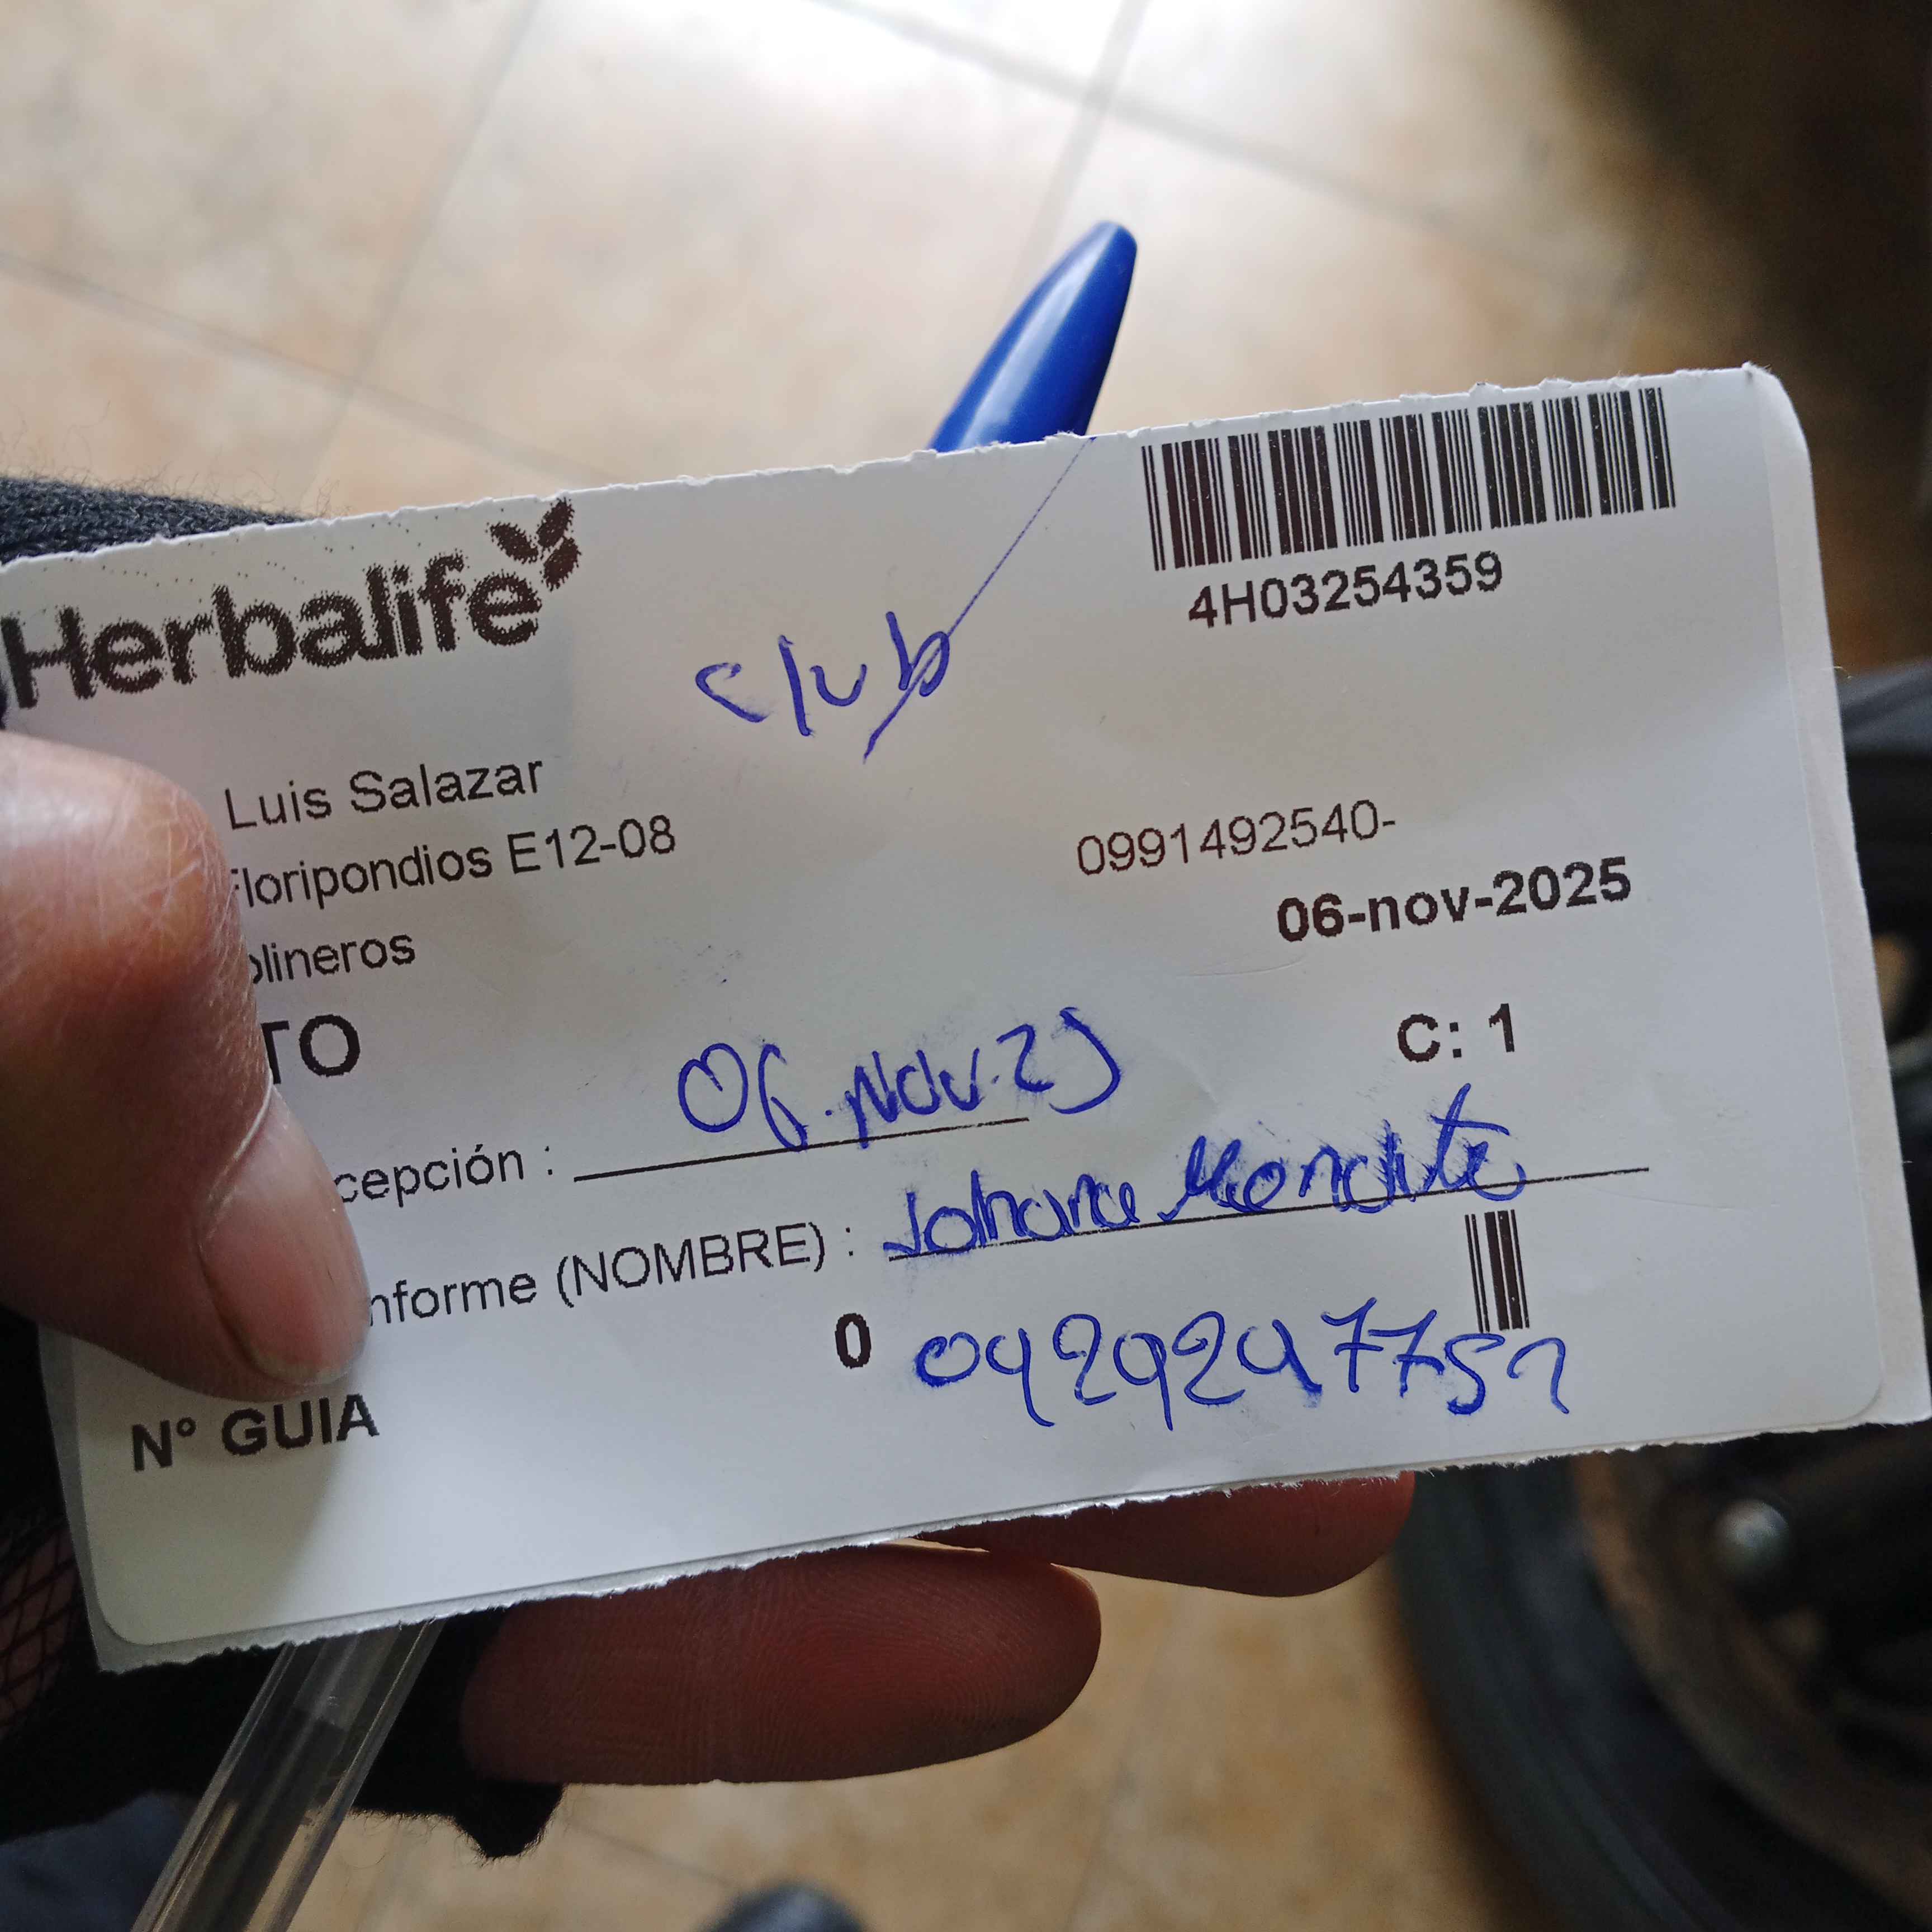 Herbalife
club
4H03254359
Luis Salazar
Floripondios E12-08
0991492540-
olineros
06-nov-2025
TO
C: 1
cepción : 06.Nov.25
nforme (NOMBRE) : Johana
0
N° GUIA